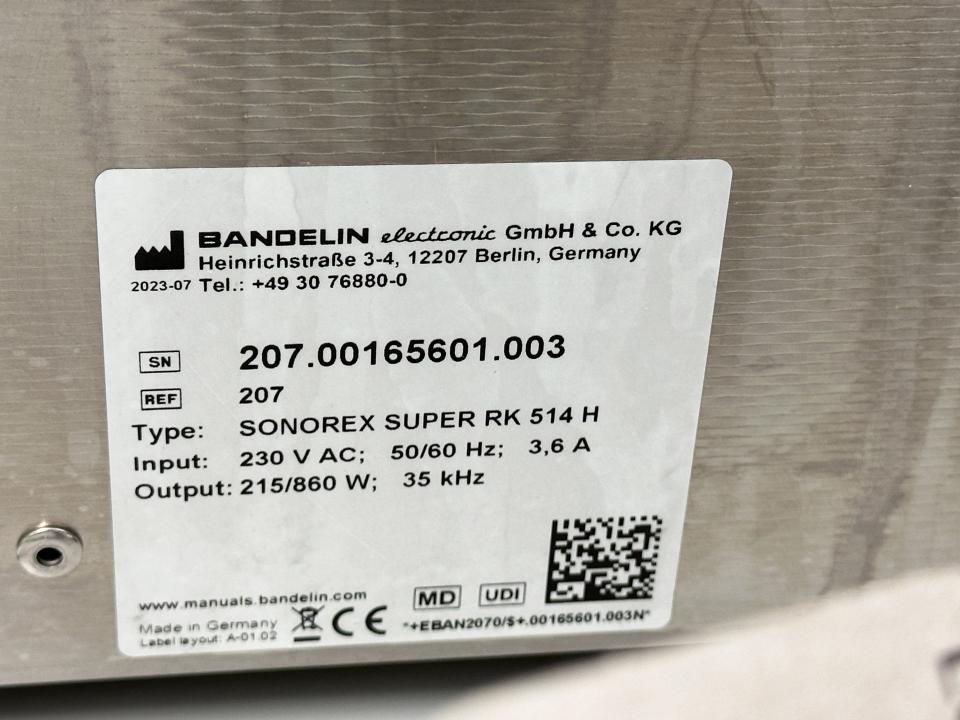 BANDELIN electronic GmbH & Co. KG
Heinrichstraße 3-4, 12207 Berlin, Germany
2023-07 Tel.: +49 30 76880-0
SN 207.00165601.003
REF 207
Type: SONOREX SUPER RK 514 H
Input: 230 V AC; 50/60 Hz; 3,6 A
Output: 215/860 W; 35 kHz
www.manuals.bandelin.com
MD UDI
Made in Germany
Label layout: A-01.02
CE
*+EBAN2070/$+.00165601.003N*